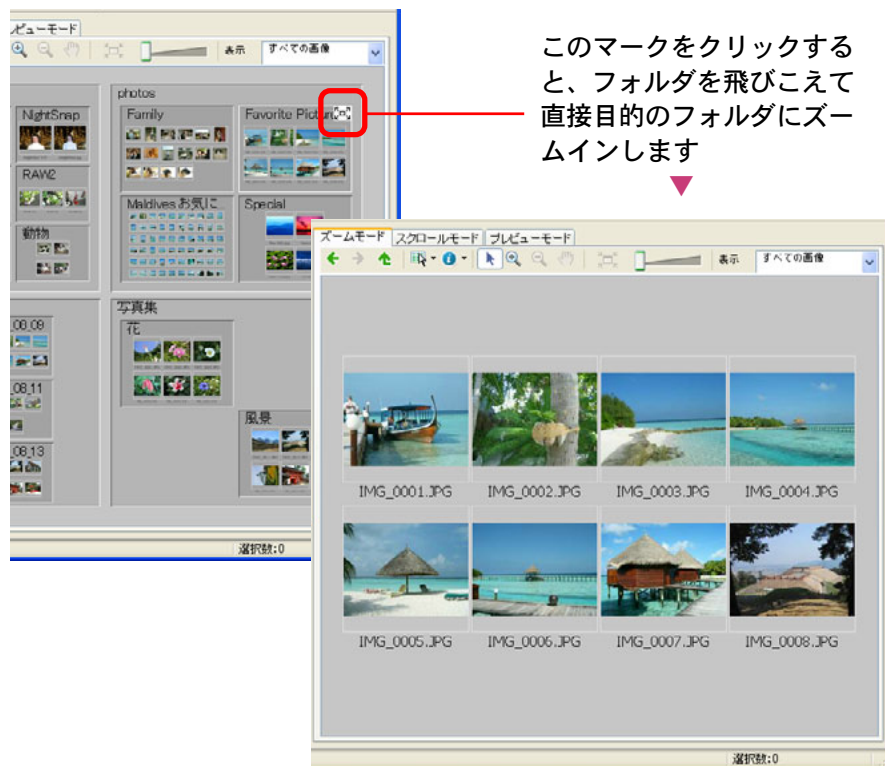 このマークをクリックする
と、フォルダを飛びこえて
直接目的のフォルダにズー
ムインします
ビューモード
表示 すべての画像
photos
NightSnap
Family
Favorite Pictur
RAW2
Maldives お気に
Special
動物
写真集
花
_08_09
_08_11
風景
_08_13
選択数:0
ズームモード スクロールモード プレビューモード
表示 すべての画像
IMG_0001.JPG IMG_0002.JPG IMG_0003.JPG IMG_0004.JPG
IMG_0005.JPG IMG_0006.JPG IMG_0007.JPG IMG_0008.JPG
選択数:0